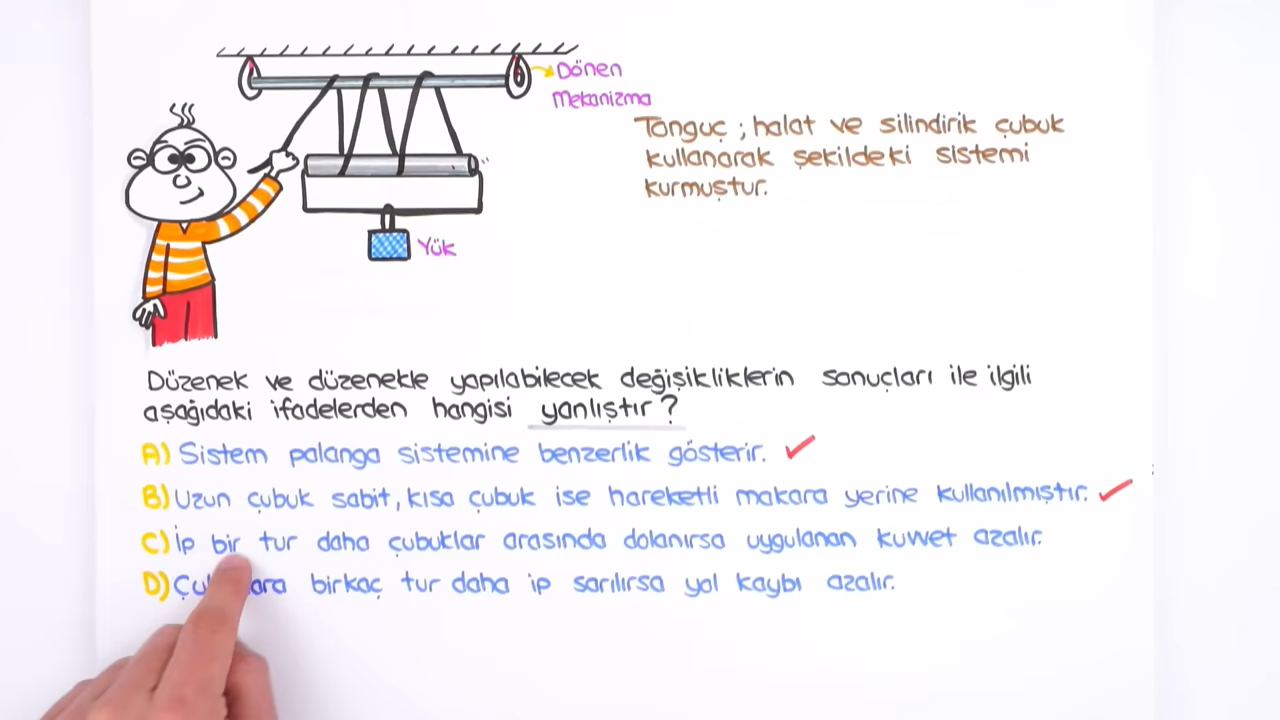 Dönen
Mekanizma
Tonguç ; halat ve silindirik çubuk
kullanarak şekildeki sistemi
kurmuştur.
Yük
Düzenek ve düzenekle yapılabilecek değişikliklerin sonuçları ile ilgili
aşağıdaki ifadelerden hangisi yanlıştır ?
A) Sistem palanga sistemine benzerlik gösterir.
B) Uzun çubuk sabit, kısa çubuk ise hareketli makara yerine kullanılmıştır.
C) İp bir tur daha çubuklar arasında dolanırsa uygulanan kuvvet azalır.
D) birkaç tur daha ip sarılırsa yol kaybı azalır.